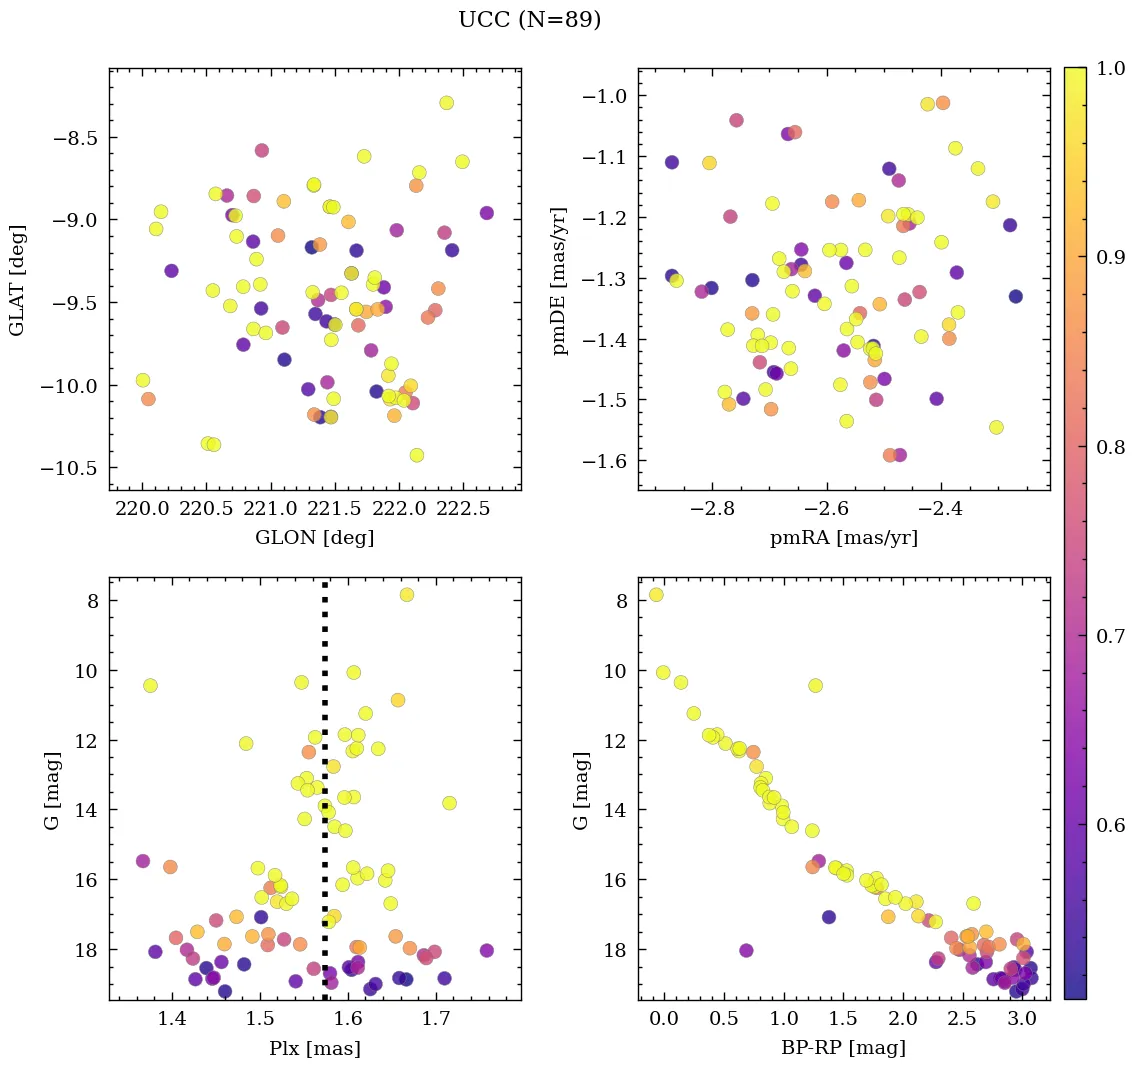 UCC (N=89)
−8.5
−9.0
−9.5
−10.0
−10.5
GLAT [deg]
220.0 220.5 221.0 221.5 222.0 222.5
GLON [deg]
−1.0
−1.1
−1.2
−1.3
−1.4
−1.5
−1.6
pmDE [mas/yr]
−2.8 −2.6 −2.4
pmRA [mas/yr]
1.0
0.9
0.8
0.7
0.6
8
10
12
14
16
18
G [mag]
1.4 1.5 1.6 1.7
Plx [mas]
8
10
12
14
16
18
G [mag]
0.0 0.5 1.0 1.5 2.0 2.5 3.0
BP-RP [mag]